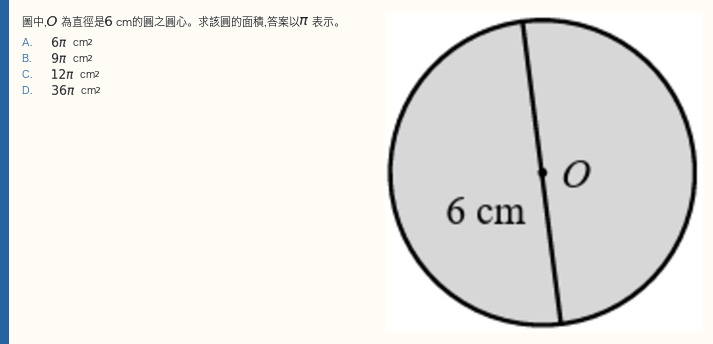 圖中,O 為直徑是6 cm的圓之圓心。求該圓的面積,答案以π 表示。
A. 6π cm2
B. 9π cm2
C. 12π cm2
D. 36π cm2
O
6 cm